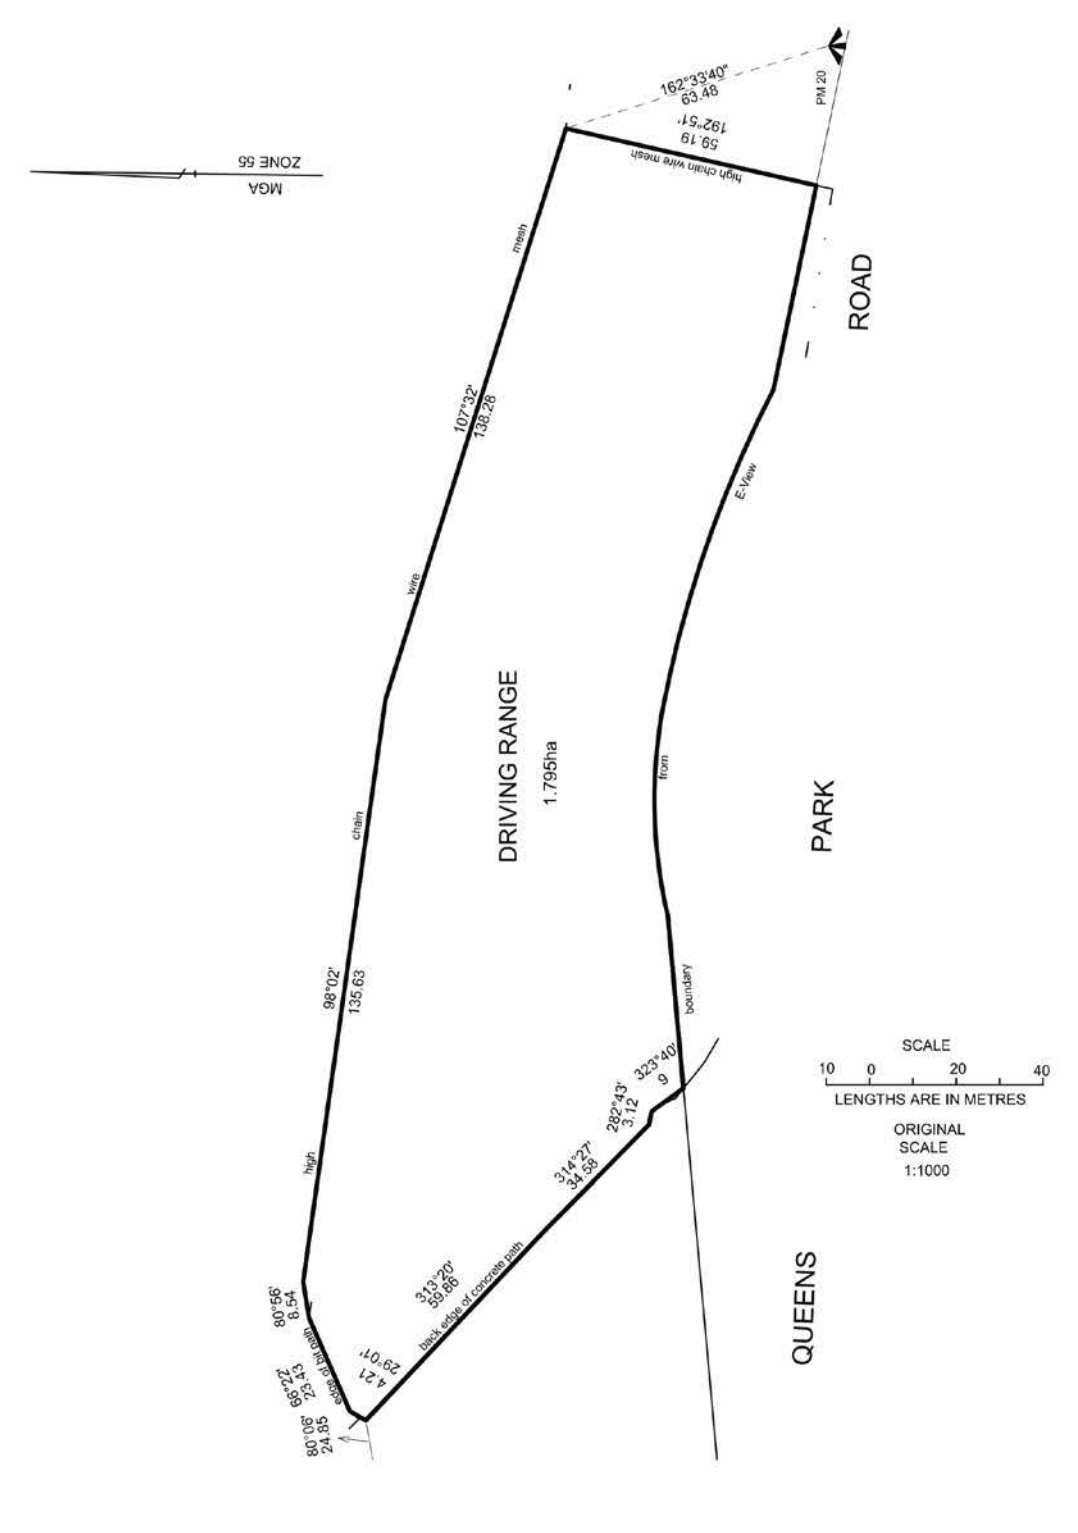 162°33'40"
63.48
PM 20
192°51'
59.19
high chain wire mesh
MGA
ZONE 55
mesh
ROAD
107°32'
138.28
E-View
wire
DRIVING RANGE
1.795ha
from
PARK
chain
98°02'
135.63
boundary
SCALE
10 0 20 40
LENGTHS ARE IN METRES
ORIGINAL
SCALE
1:1000
323°40'
9
282°43'
3.12
314°27'
34.58
high
313°20'
59.86
back edge of concrete path
QUEENS
80°56'
8.54
edge of bit path
66°22'
23.43
29°01'
4.21
80°06'
24.85